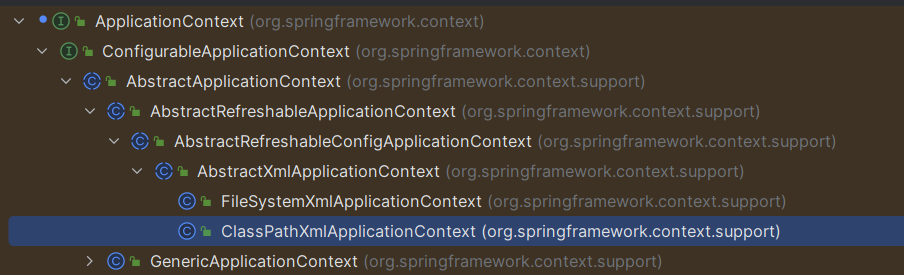 ApplicationContext (org.springframework.context)
ConfigurableApplicationContext (org.springframework.context)
AbstractApplicationContext (org.springframework.context.support)
AbstractRefreshableApplicationContext (org.springframework.context.support)
AbstractRefreshableConfigApplicationContext (org.springframework.context.support)
AbstractXmlApplicationContext (org.springframework.context.support)
FileSystemXmlApplicationContext (org.springframework.context.support)
ClassPathXmlApplicationContext (org.springframework.context.support)
GenericApplicationContext (org.springframework.context.support)